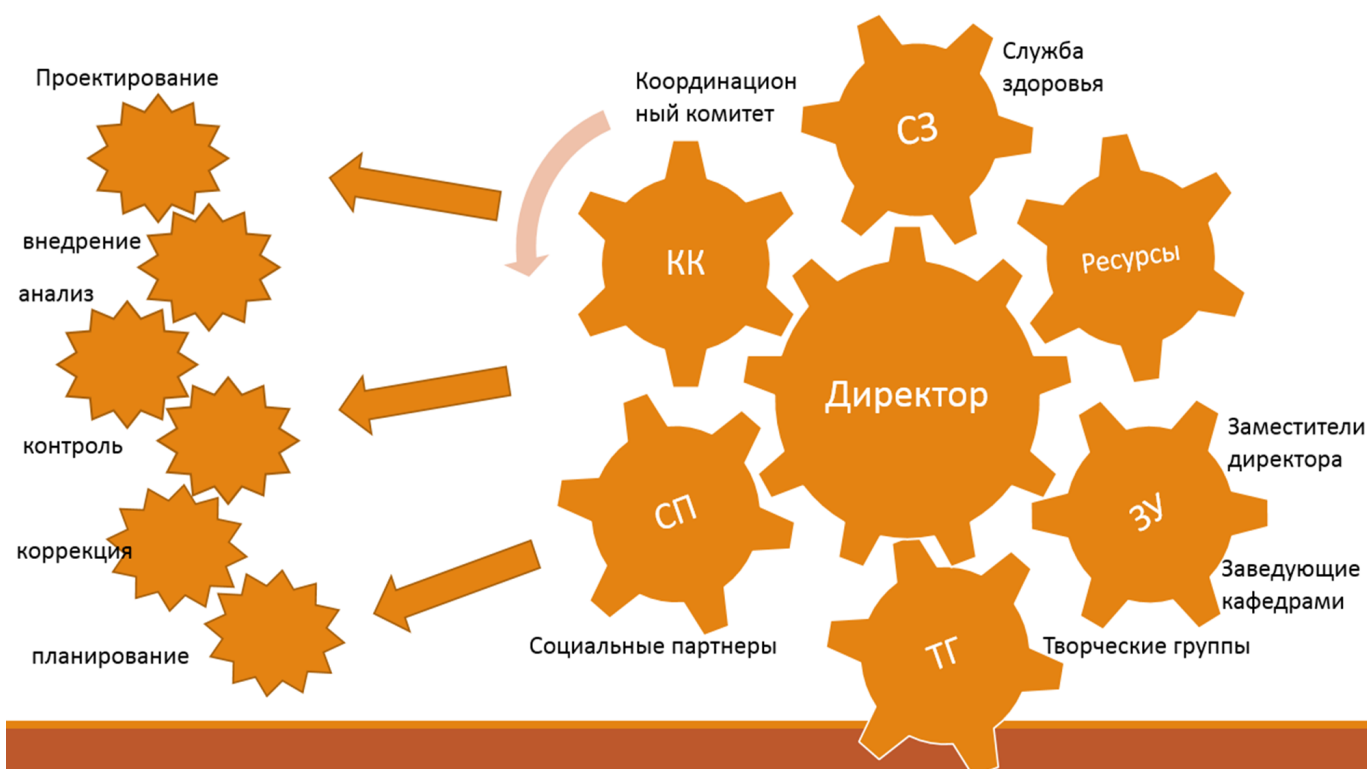 Проектирование
внедрение
анализ
контроль
коррекция
планирование
Координацион
ный комитет
Служба
здоровья
СЗ
КК
Ресурсы
Директор
СП
ЗУ
ТГ
Заместители
директора
Заведующие
кафедрами
Социальные партнеры
Творческие группы